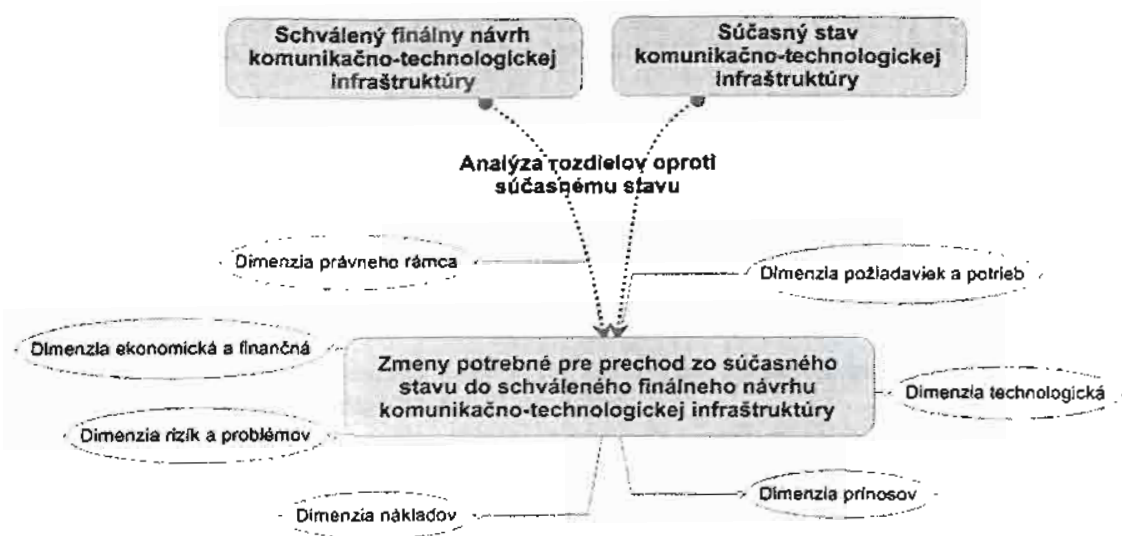 Schválený finálny návrh
komunikačno-technologickej
infraštruktúry
Súčasný stav
komunikačno-technologickej
infraštruktúry
Analýza rozdielov oproti
súčasnému stavu
Dimenzia právneho rámca
Dimenzia požiadaviek a potrieb
Dimenzia ekonomická a finančná
Zmeny potrebné pre prechod zo súčasného
stavu do schváleného finálneho návrhu
komunikačno-technologickej infraštruktúry
Dimenzia technologická
Dimenzia rizík a problémov
Dimenzia prínosov
Dimenzia nákladov